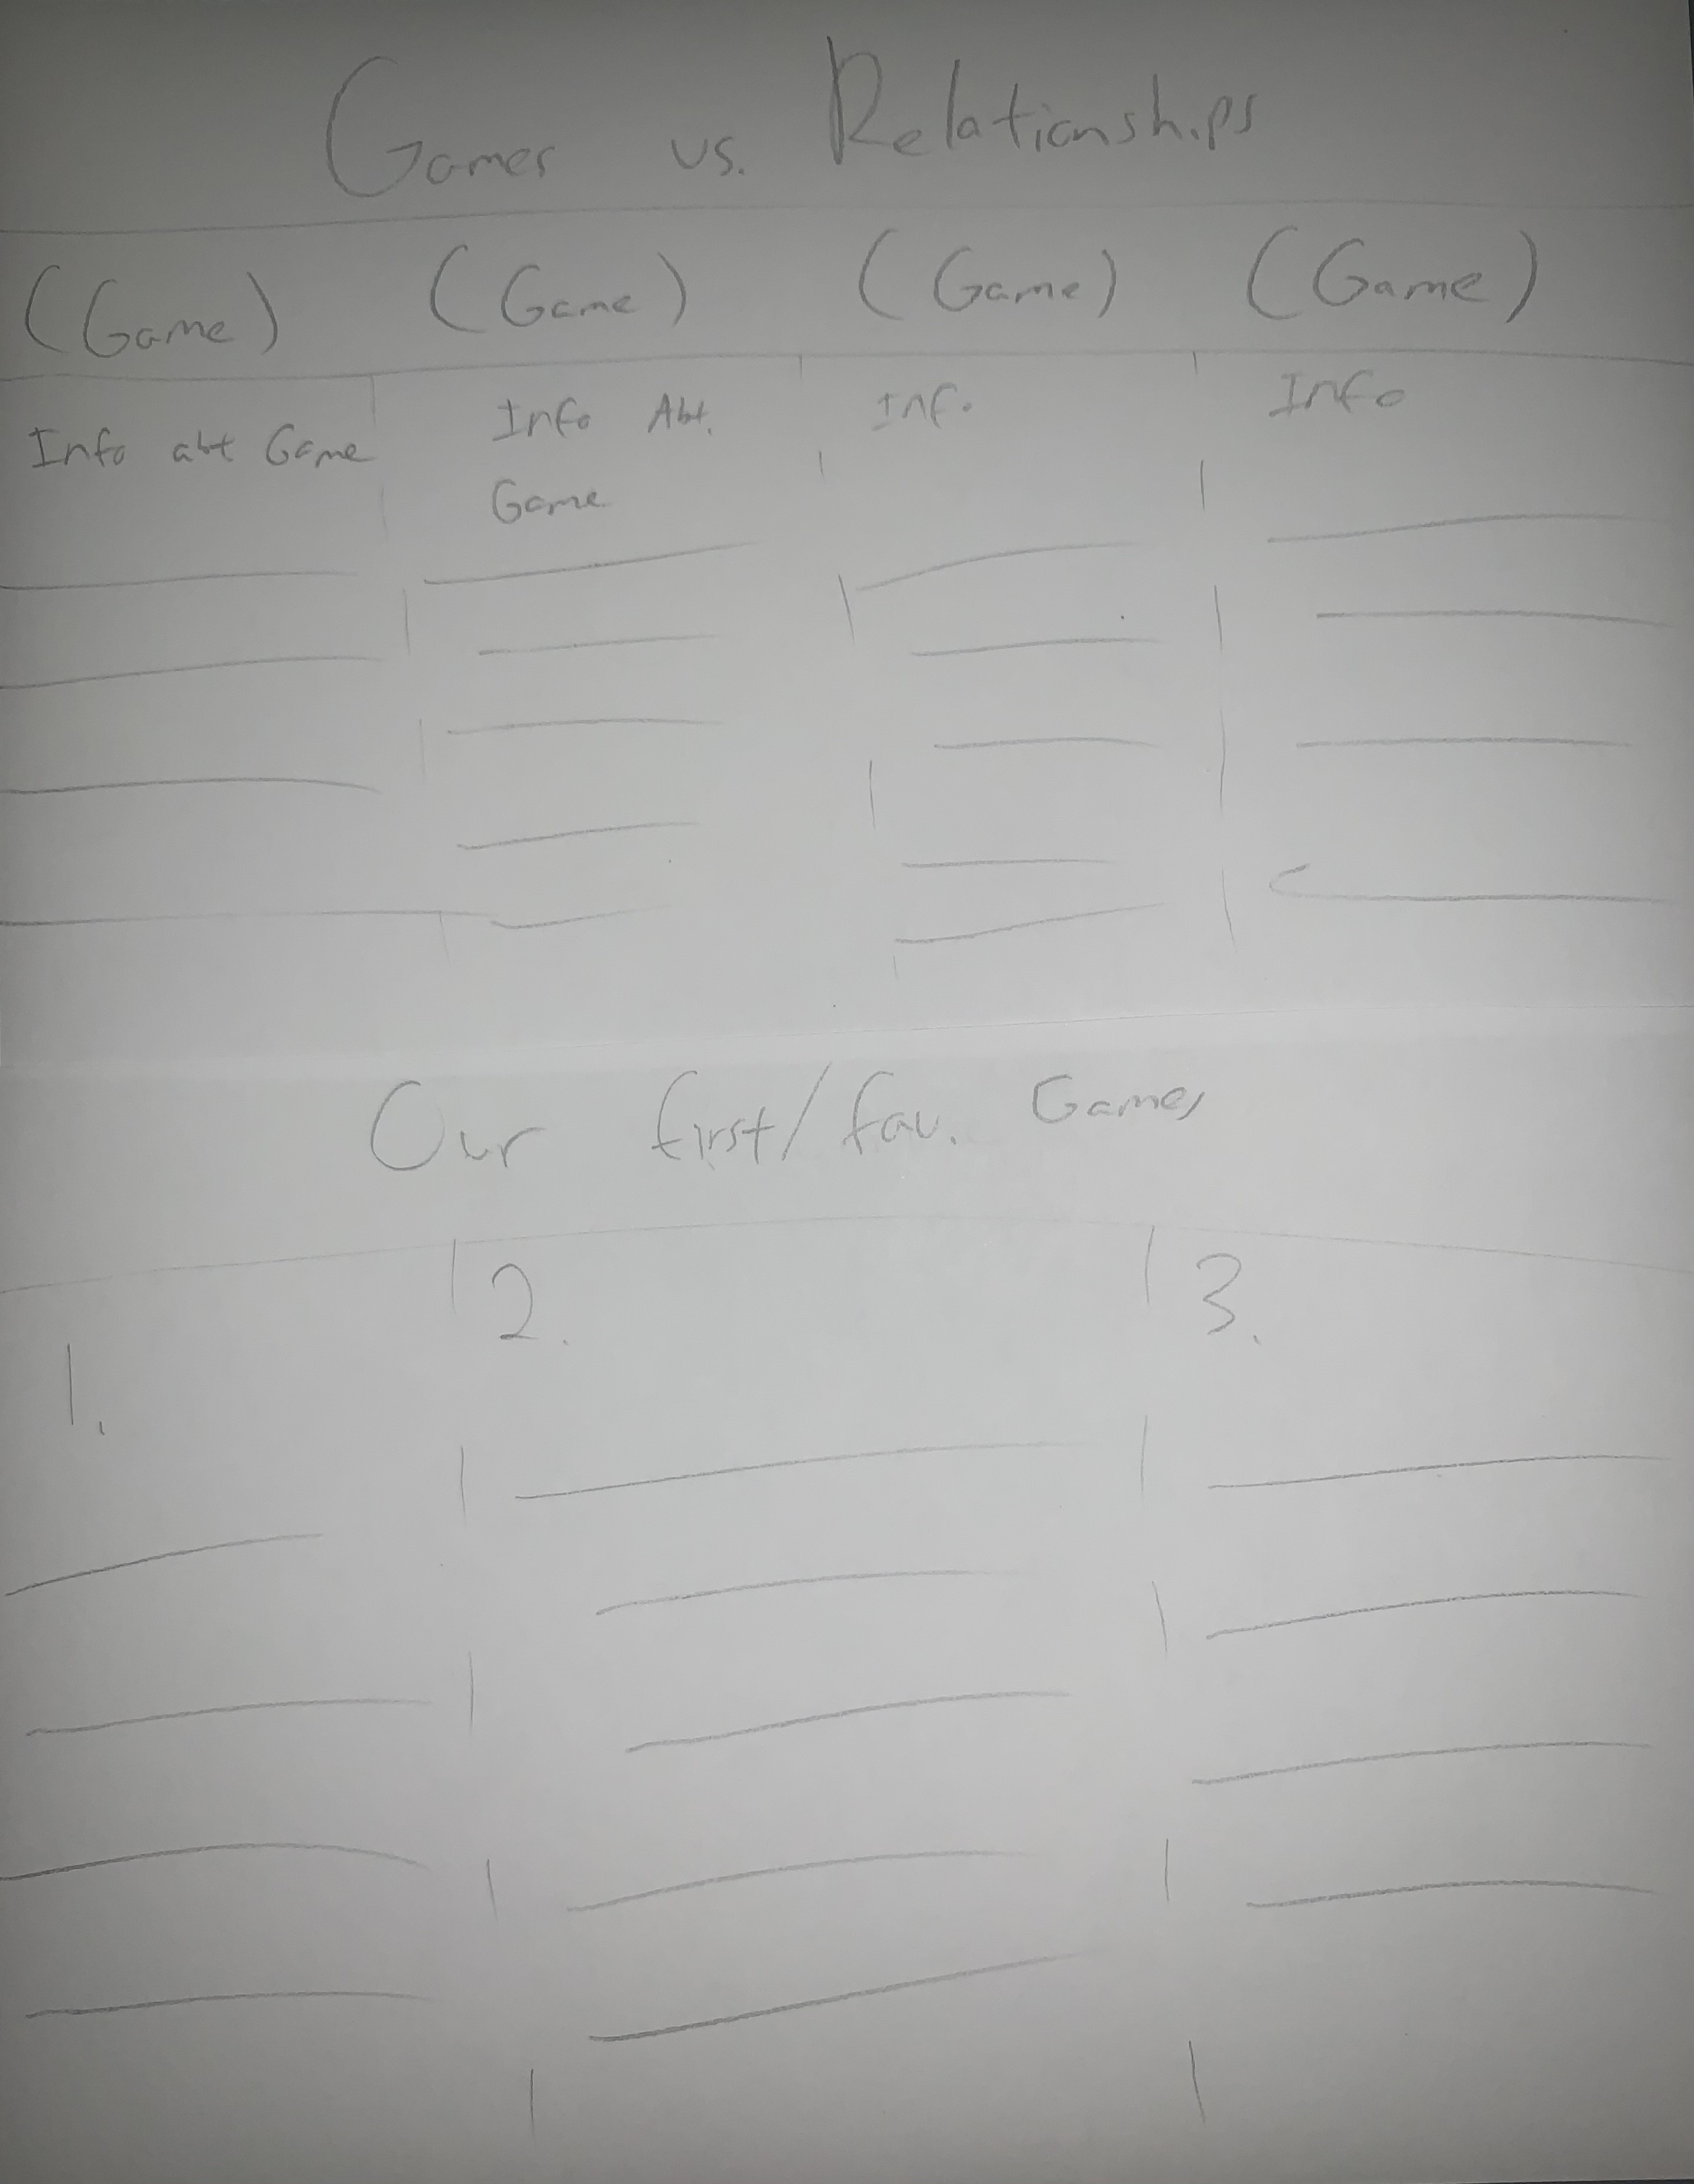 Games vs. Relationships
(Game) (Game) (Game) (Game)
Info abt Game
Info Abt.
Game
Info
Info
Our first/fav. Games
1.
2.
3.